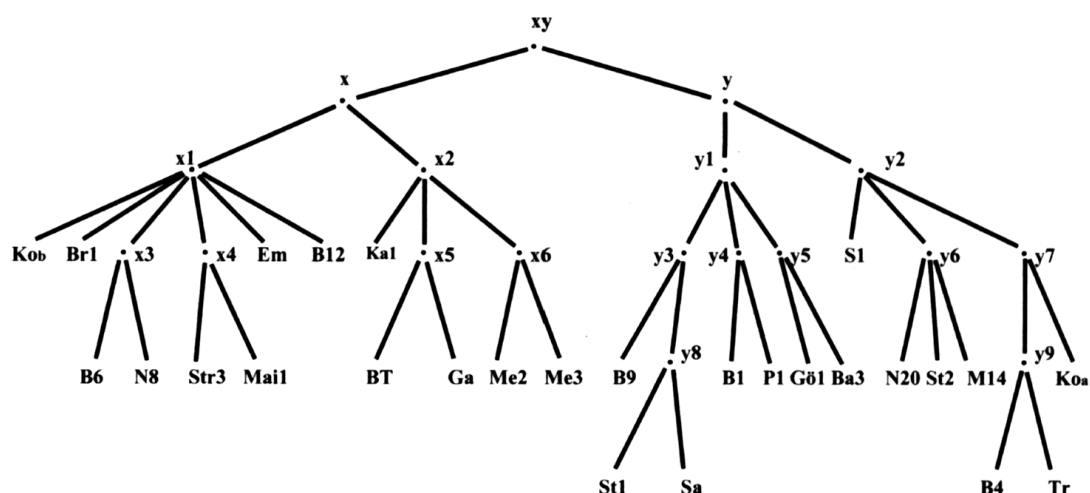 xy
x y
x1 x2 y1 y2
Kob Br1 x3 x4 Em B12 Ka1 x5 x6 y3 y4 y5 S1 y6 y7
B6 N8 Str3 Mai1 BT Ga Me2 Me3 B9 y8 B1 P1 Gö1 Ba3 N20 St2 M14 y9 Koa
St1 Sa B4 Tr